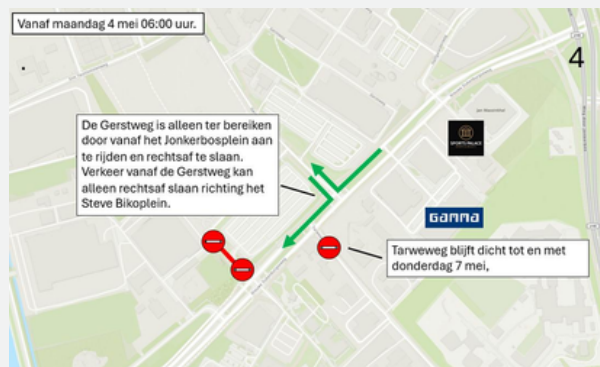 Vanaf maandag 4 mei 06:00 uur.
4
De Gerstweg is alleen ter bereiken
door vanaf het Jonkerbosplein aan
te rijden en rechtsaf te slaan.
Verkeer vanaf de Gerstweg kan
alleen rechtsaf slaan richting het
Steve Bikoplein.
SPORTS PALACE
GAMMA
Tarweweg blijft dicht tot en met
donderdag 7 mei,